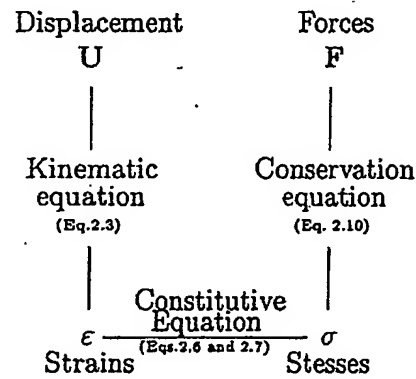 Displacement Forces
U F
Kinematic Conservation
equation equation
(Eq.2.3) (Eq. 2.10)
Constitutive
Equation
ε (Eqs.2.6 and 2.7) σ
Strains Stesses